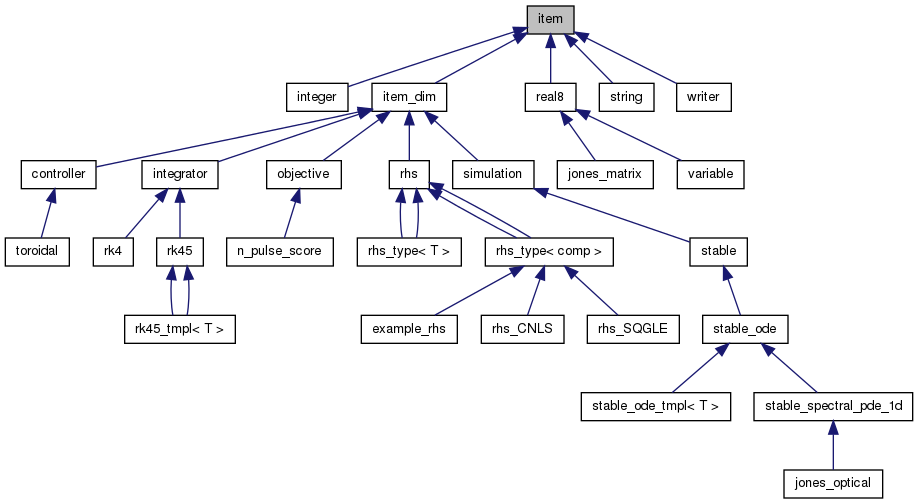 item
integer
item_dim
real8
string
writer
controller
integrator
objective
rhs
simulation
jones_matrix
variable
toroidal
rk4
rk45
n_pulse_score
rhs_type< T >
rhs_type< comp >
stable
rk45_tmpl< T >
example_rhs
rhs_CNLS
rhs_SQGLE
stable_ode
stable_ode_tmpl< T >
stable_spectral_pde_1d
jones_optical